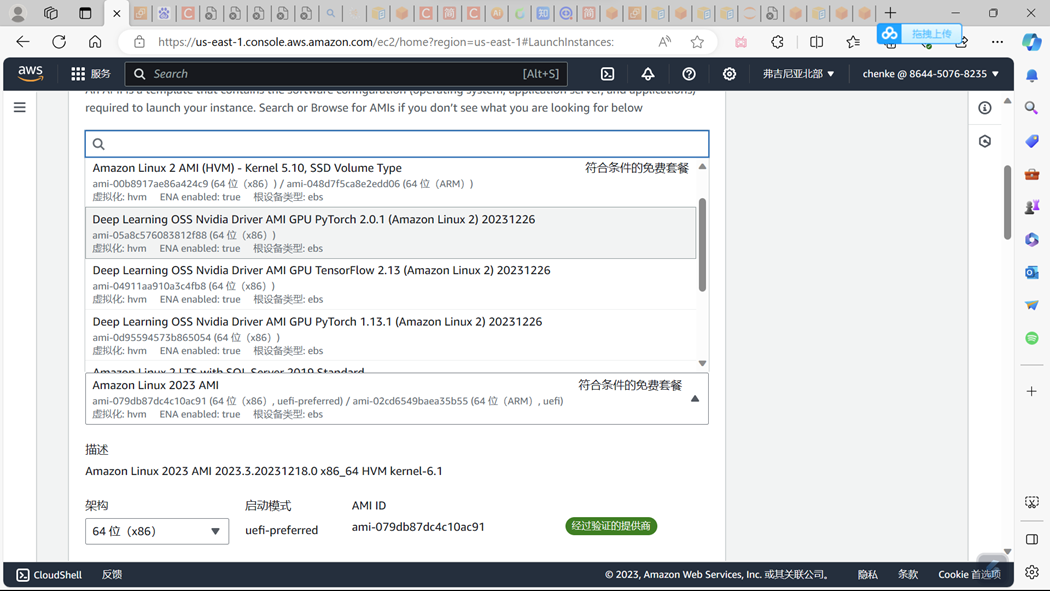 https://us-east-1.console.aws.amazon.com/ec2/home?region=us-east-1#LaunchInstances:
拖拽上传
aws
服务
Search
[Alt+S]
弗吉尼亚北部
chenke @ 8644-5076-8235
required to launch your instance. Search or Browse for AMIs if you don't see what you are looking for below
Amazon Linux 2 AMI (HVM) - Kernel 5.10, SSD Volume Type
符合条件的免费套餐
ami-00b8917ae86a424c9 (64 位（x86）) / ami-048d7f5ca8e2edd06 (64 位（ARM）)
虚拟化: hvm ENA enabled: true 根设备类型: ebs
Deep Learning OSS Nvidia Driver AMI GPU PyTorch 2.0.1 (Amazon Linux 2) 20231226
ami-05a8c576083812f88 (64 位（x86）)
虚拟化: hvm ENA enabled: true 根设备类型: ebs
Deep Learning OSS Nvidia Driver AMI GPU TensorFlow 2.13 (Amazon Linux 2) 20231226
ami-04911aa910a3c4fb8 (64 位（x86）)
虚拟化: hvm ENA enabled: true 根设备类型: ebs
Deep Learning OSS Nvidia Driver AMI GPU PyTorch 1.13.1 (Amazon Linux 2) 20231226
ami-0d95594573b865054 (64 位（x86）)
虚拟化: hvm ENA enabled: true 根设备类型: ebs
Amazon Linux 2 LTS with SQL Server 2019 Standard
Amazon Linux 2023 AMI
符合条件的免费套餐
ami-079db87dc4c10ac91 (64 位（x86）, uefi-preferred) / ami-02cd6549baea35b55 (64 位（ARM）, uefi)
虚拟化: hvm ENA enabled: true 根设备类型: ebs
描述
Amazon Linux 2023 AMI 2023.3.20231218.0 x86_64 HVM kernel-6.1
架构
启动模式
AMI ID
64 位（x86）
uefi-preferred
ami-079db87dc4c10ac91
经过验证的提供商
CloudShell
反馈
© 2023, Amazon Web Services, Inc. 或其关联公司。
隐私
条款
Cookie 首选项